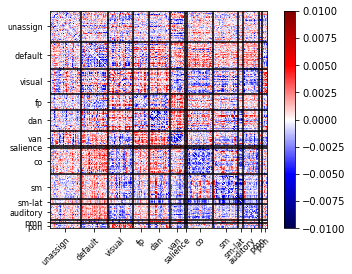 unassign
default
visual
fp
dan
van
salience
co
sm
sm-lat
auditory
pmn
pon
unassign
default
visual
fp
dan
van
salience
co
sm
sm-lat
auditory
pmn
pon
0.0100
0.0075
0.0050
0.0025
0.0000
−0.0025
−0.0050
−0.0075
−0.0100